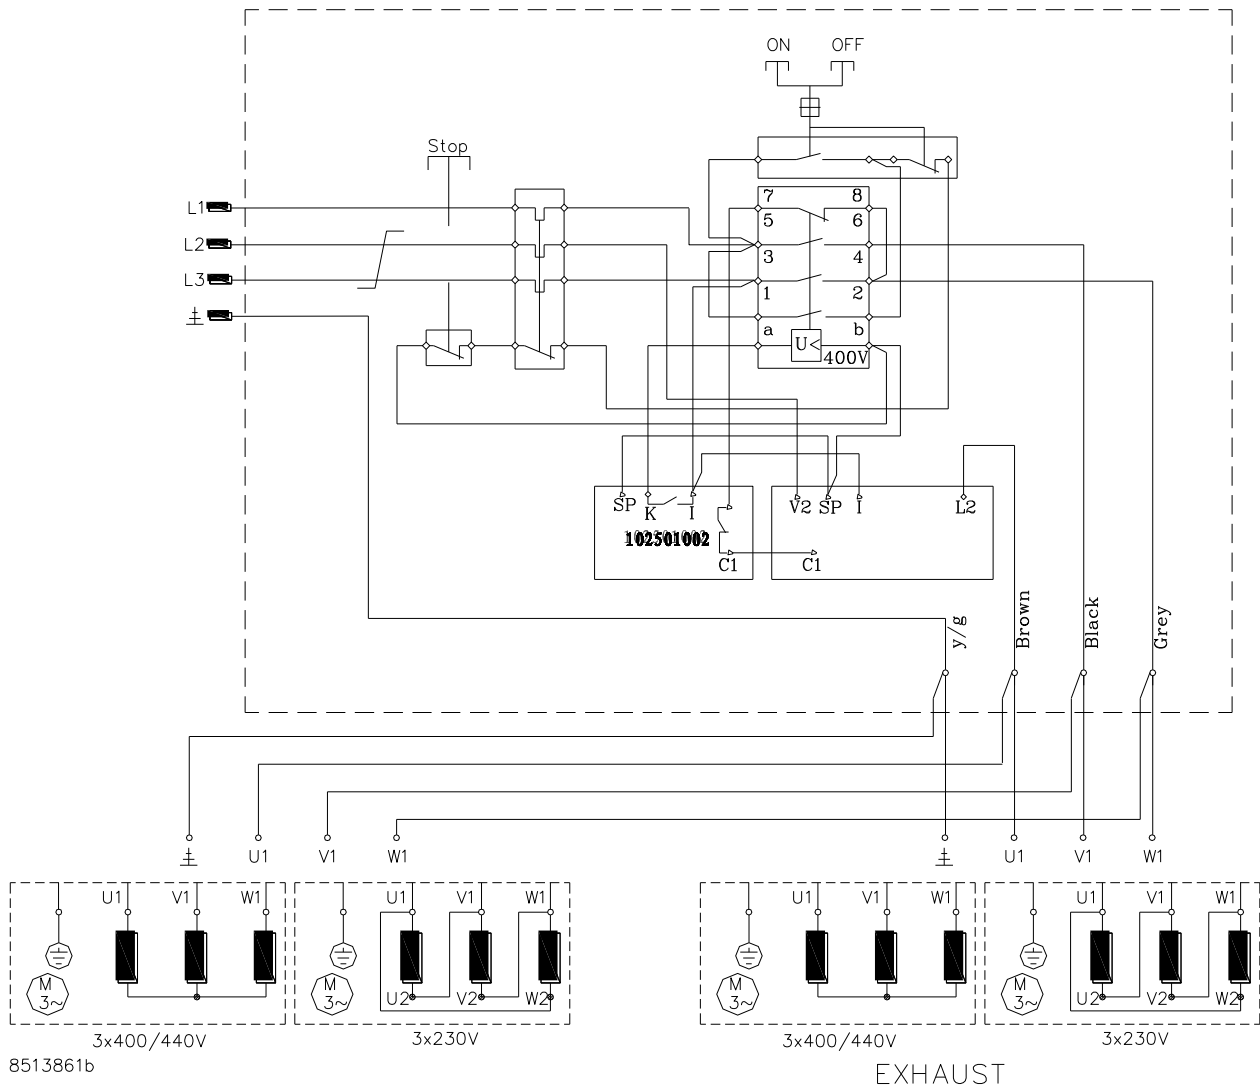 ON OFF
Stop
L1
L2
L3
7 8
5 6
3 4
1 2
a b
U<
400V
SP K I
102501002
C1
V2 SP I L2
C1
y/g
Brown
Black
Grey
U1 V1 W1
U1 V1 W1
U1 V1 W1
M
3~
3x400/440V
U1 V1 W1
M
3~
U2 V2 W2
3x230V
U1 V1 W1
M
3~
3x400/440V
U1 V1 W1
M
3~
U2 V2 W2
3x230V
8513861b
EXHAUST